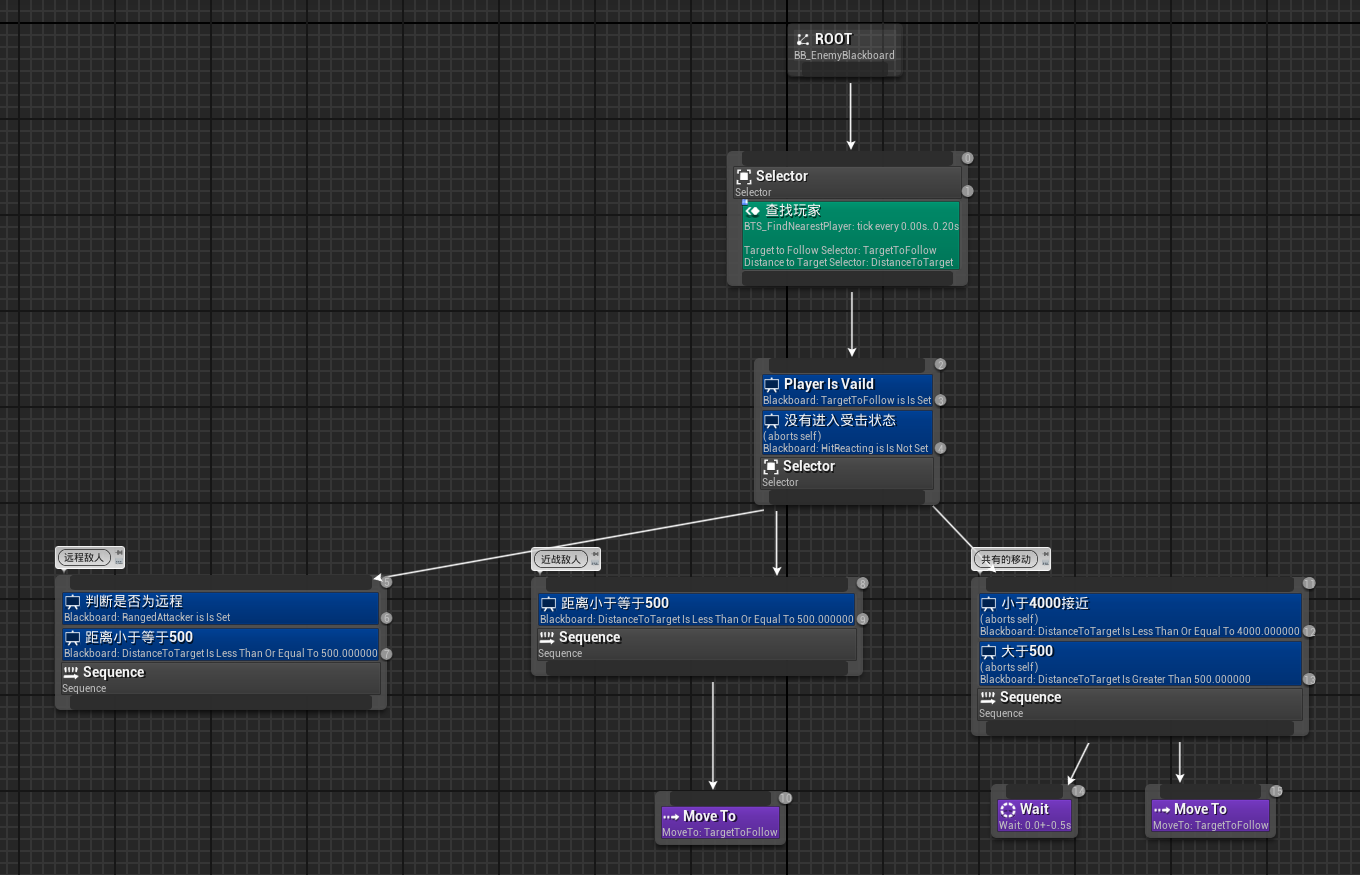 ROOT
BB_EnemyBlackboard
0
Selector
Selector
1
查找玩家
BTS_FindNearestPlayer: tick every 0.00s..0.20s
Target to Follow Selector: TargetToFollow
Distance to Target Selector: DistanceToTarget
2
Player Is Vaild
Blackboard: TargetToFollow is Is Set
3
没有进入受击状态
(aborts self)
Blackboard: HitReacting is Is Not Set
4
Selector
Selector
远程敌人
5
判断是否为远程
Blackboard: RangedAttacker is Is Set
6
距离小于等于500
Blackboard: DistanceToTarget Is Less Than Or Equal To 500.000000
7
Sequence
Sequence
近战敌人
8
距离小于等于500
Blackboard: DistanceToTarget Is Less Than Or Equal To 500.000000
9
Sequence
Sequence
10
Move To
MoveTo: TargetToFollow
共有的移动
11
小于4000接近
(aborts self)
Blackboard: DistanceToTarget Is Less Than Or Equal To 4000.000000
12
大于500
(aborts self)
Blackboard: DistanceToTarget Is Greater Than 500.000000
13
Sequence
Sequence
14
Wait
Wait: 0.0+-0.5s
15
Move To
MoveTo: TargetToFollow